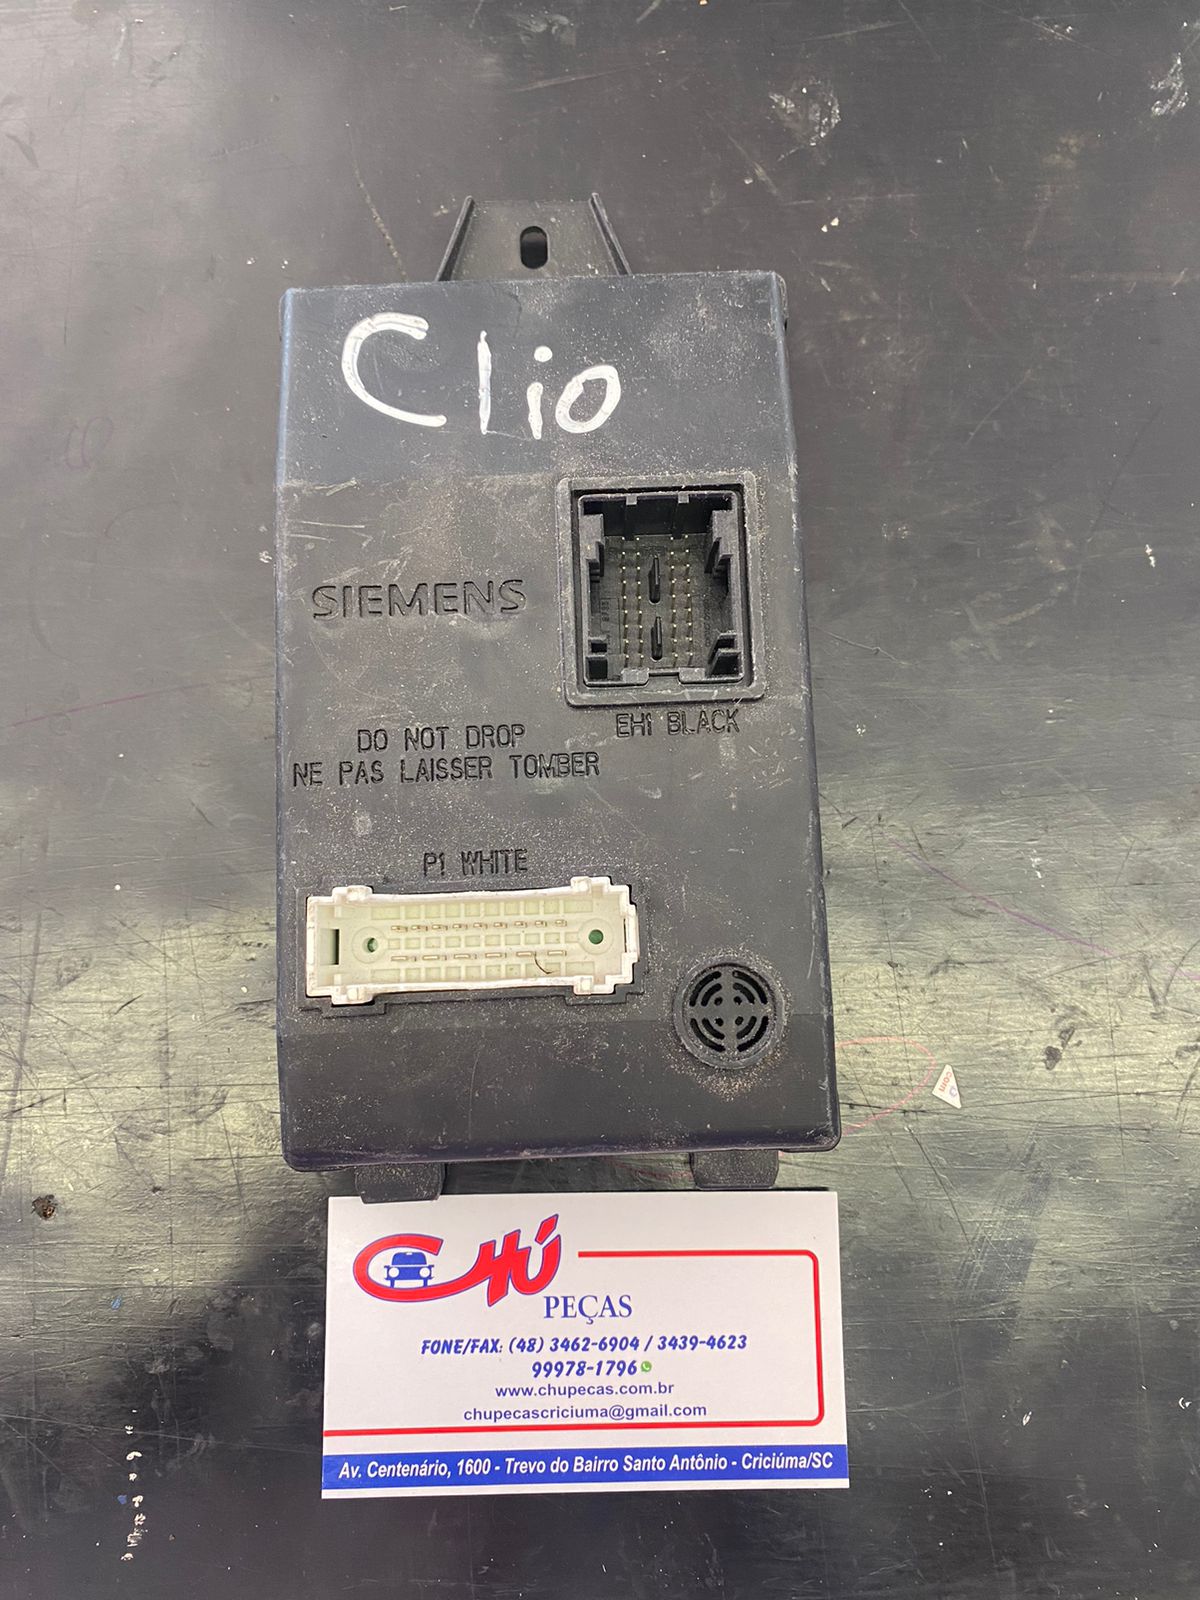 Clio
SIEMENS
EH1 BLACK
DO NOT DROP
NE PAS LAISSER TOMBER
P1 WHITE
com
CHÚ
PEÇAS
FONE/FAX: (48) 3462-6904 / 3439-4623
99978-1796
www.chupecas.com.br
chupecascriciuma@gmail.com
Av. Centenário, 1600 - Trevo do Bairro Santo Antônio - Criciúma/SC